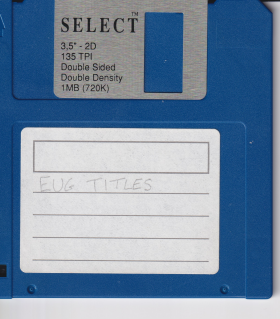 SELECT™
3,5" - 2D
135 TPI
Double Sided
Double Density
1MB (720K)
EUG TITLES